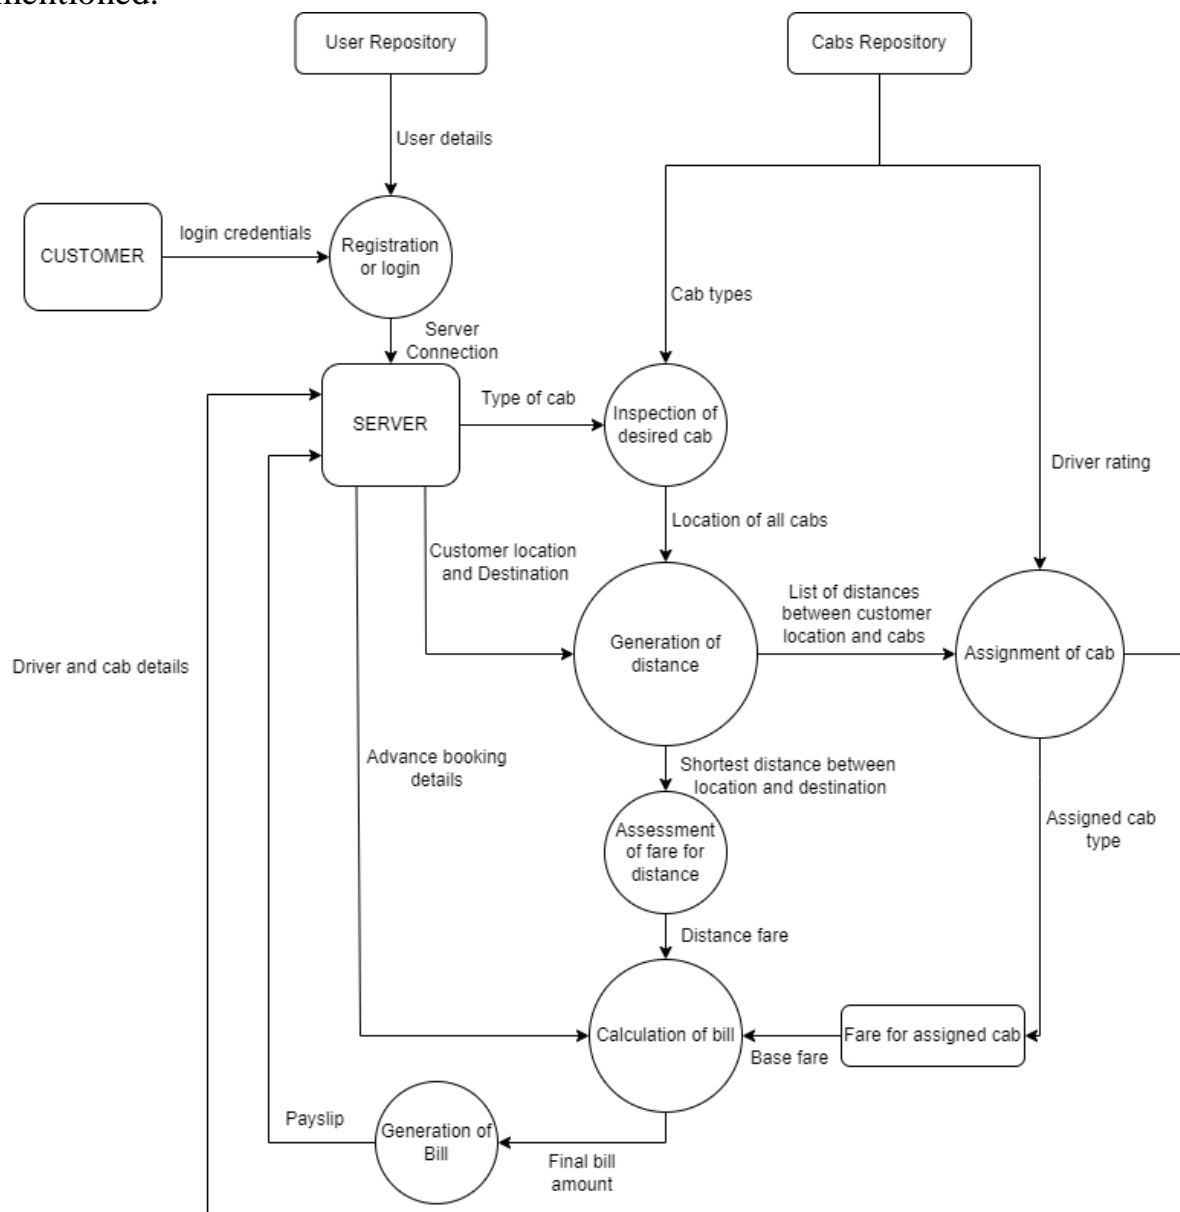 mentioned.
User Repository
Cabs Repository
User details
CUSTOMER
login credentials
Registration
or login
Cab types
Server
Connection
SERVER
Type of cab
Inspection of
desired cab
Driver rating
Location of all cabs
Customer location
and Destination
List of distances
between customer
location and cabs
Generation of
distance
Assignment of cab
Driver and cab details
Advance booking
details
Shortest distance between
location and destination
Assessment
of fare for
distance
Assigned cab
type
Distance fare
Calculation of bill
Base fare
Fare for assigned cab
Payslip
Generation of
Bill
Final bill
amount